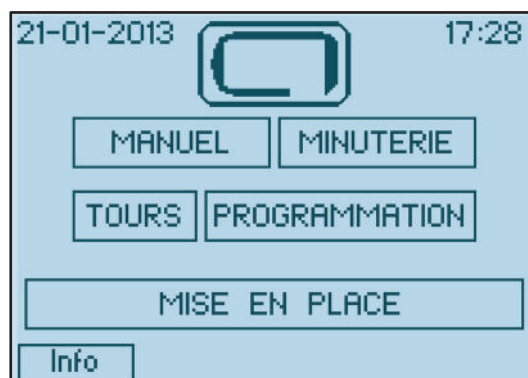 21-01-2013 17:28
MANUEL MINUTERIE
TOURS PROGRAMMATION
MISE EN PLACE
Info